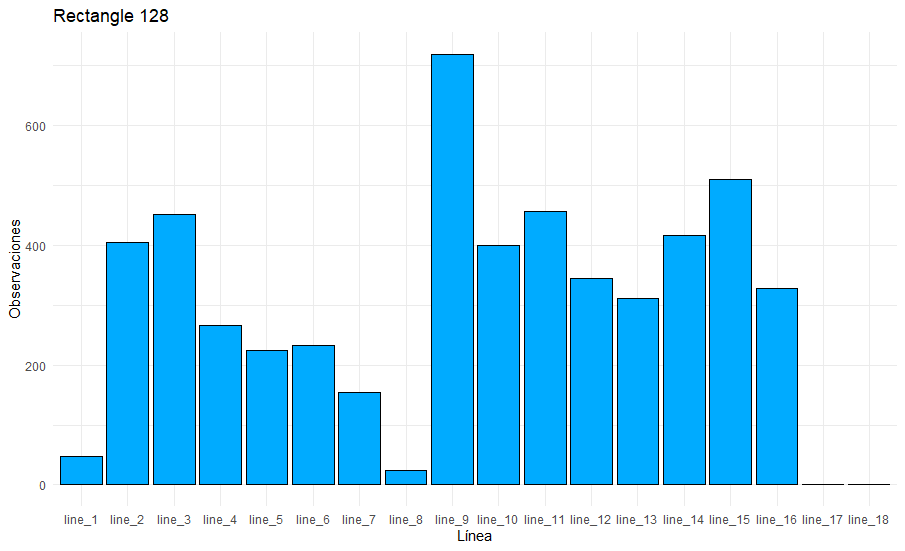 Rectangle 128
Observaciones
600
400
200
0
line_1 line_2 line_3 line_4 line_5 line_6 line_7 line_8 line_9 line_10 line_11 line_12 line_13 line_14 line_15 line_16 line_17 line_18
Línea